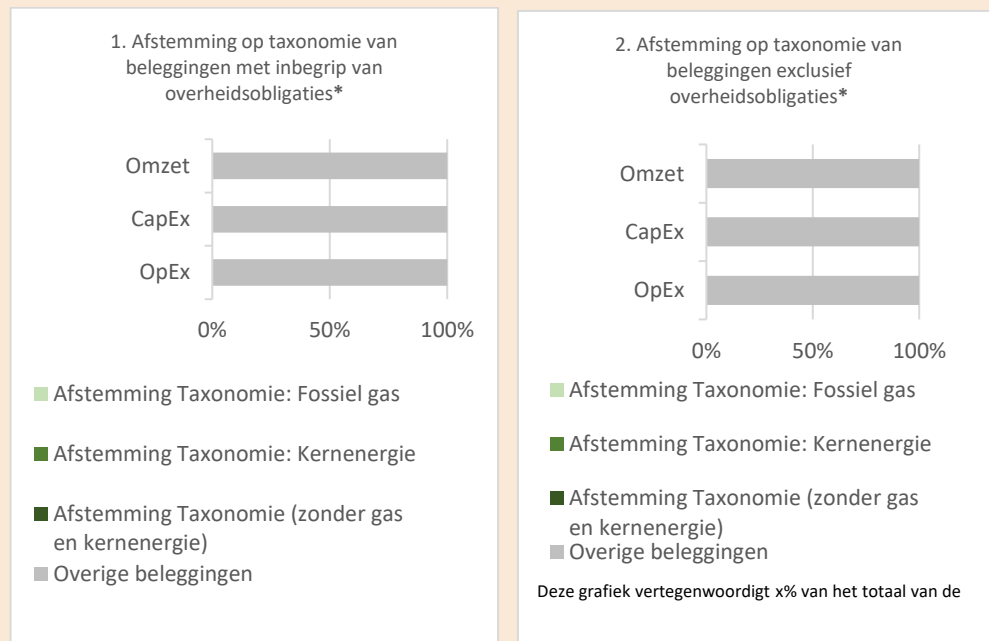 1. Afstemming op taxonomie van
beleggingen met inbegrip van
overheidsobligaties*
Omzet
CapEx
OpEx
0% 50% 100%
Afstemming Taxonomie: Fossiel gas
Afstemming Taxonomie: Kernenergie
Afstemming Taxonomie (zonder gas
en kernenergie)
Overige beleggingen
2. Afstemming op taxonomie van
beleggingen exclusief
overheidsobligaties*
Omzet
CapEx
OpEx
0% 50% 100%
Afstemming Taxonomie: Fossiel gas
Afstemming Taxonomie: Kernenergie
Afstemming Taxonomie (zonder gas
en kernenergie)
Overige beleggingen
Deze grafiek vertegenwoordigt x% van het totaal van de